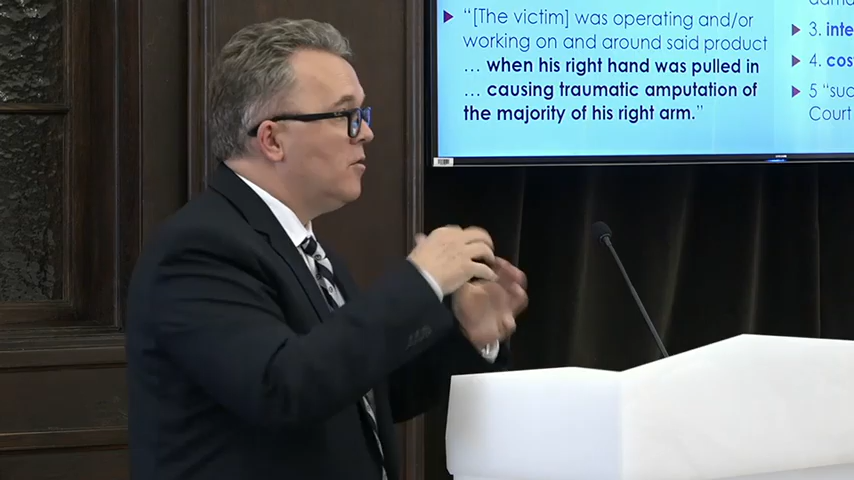 "[The victim] was operating and/or
working on and around said product
… when his right hand was pulled in
… causing traumatic amputation of
the majority of his right arm."
3. inte
4. cos
5 "suc
Court